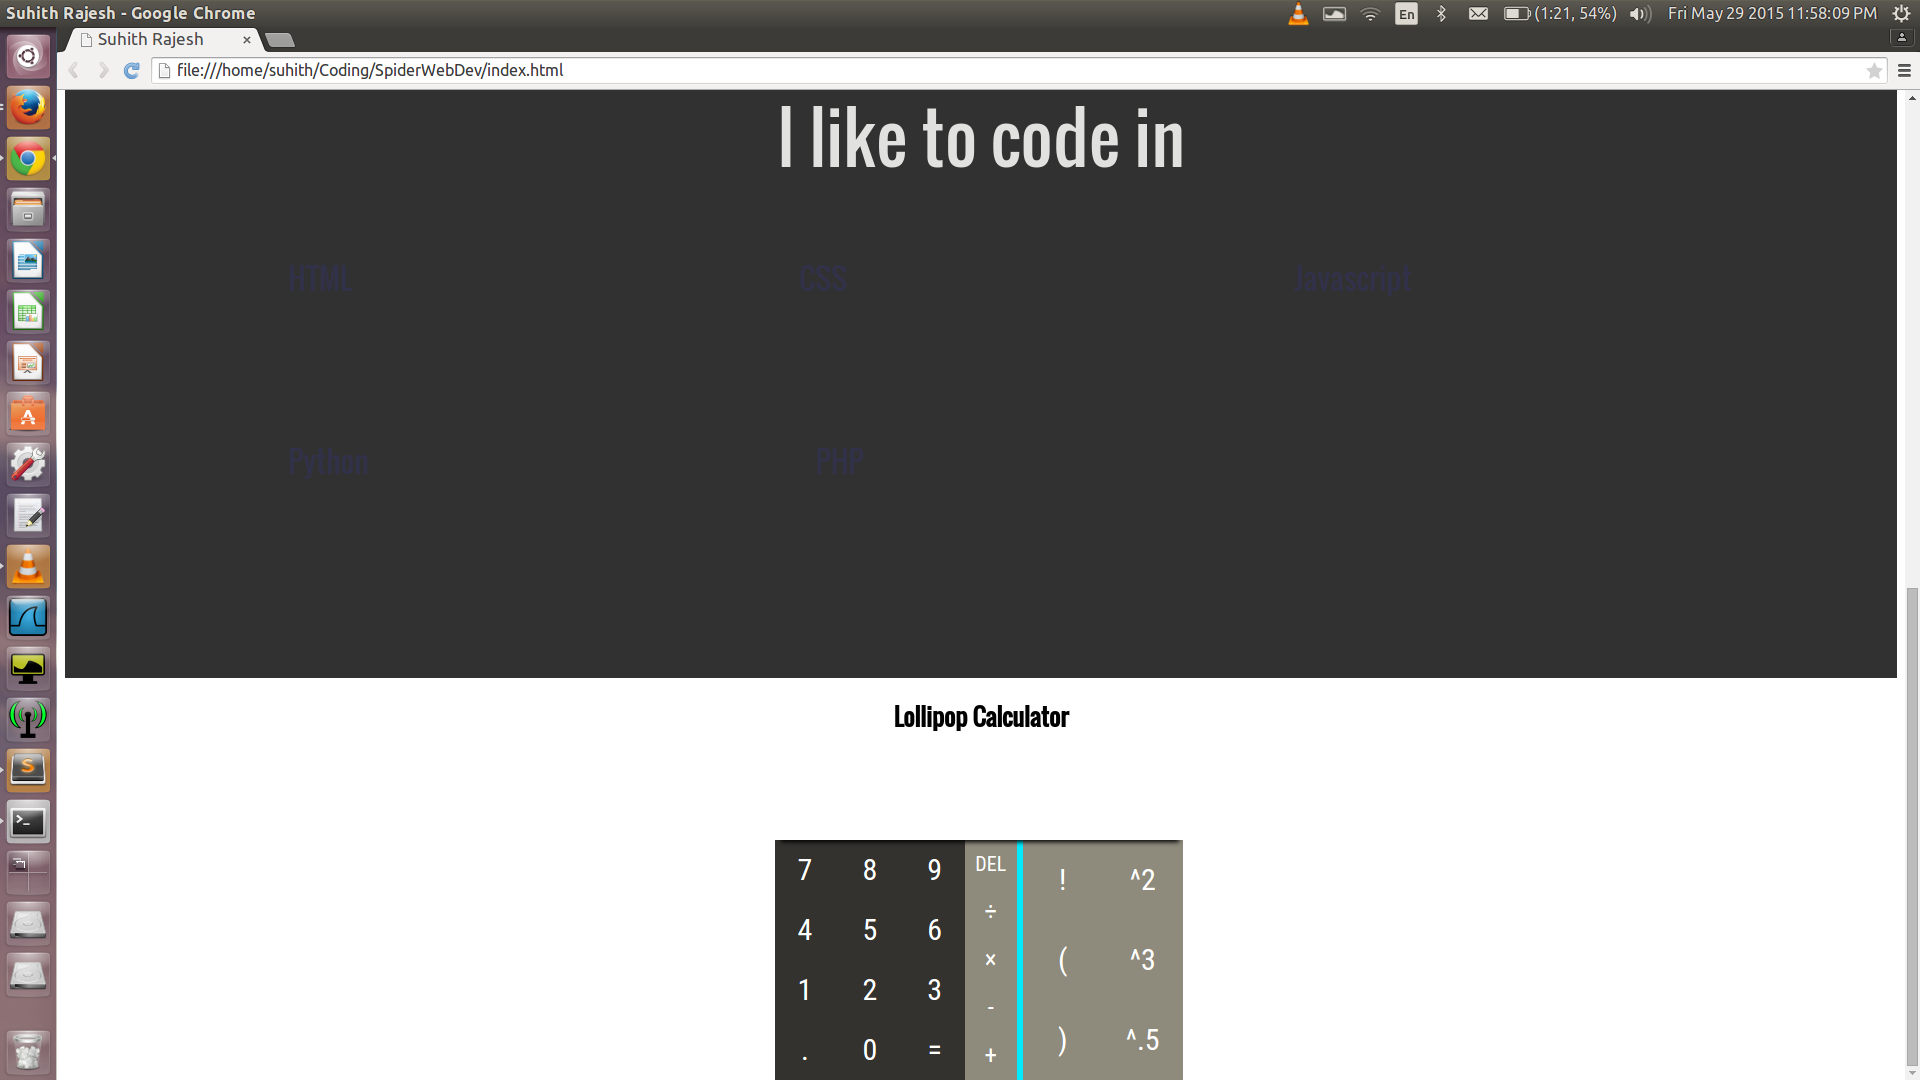 Suhith Rajesh - Google Chrome
En
(1:21, 54%)
Fri May 29 2015 11:58:09 PM
Suhith Rajesh ×
file:///home/suhith/Coding/SpiderWebDev/index.html
I like to code in
HTML CSS Javascript
Python PHP
Lollipop Calculator
7 8 9 DEL ! ^2
÷
4 5 6 × ( ^3
1 2 3 -
. 0 = + ) ^.5